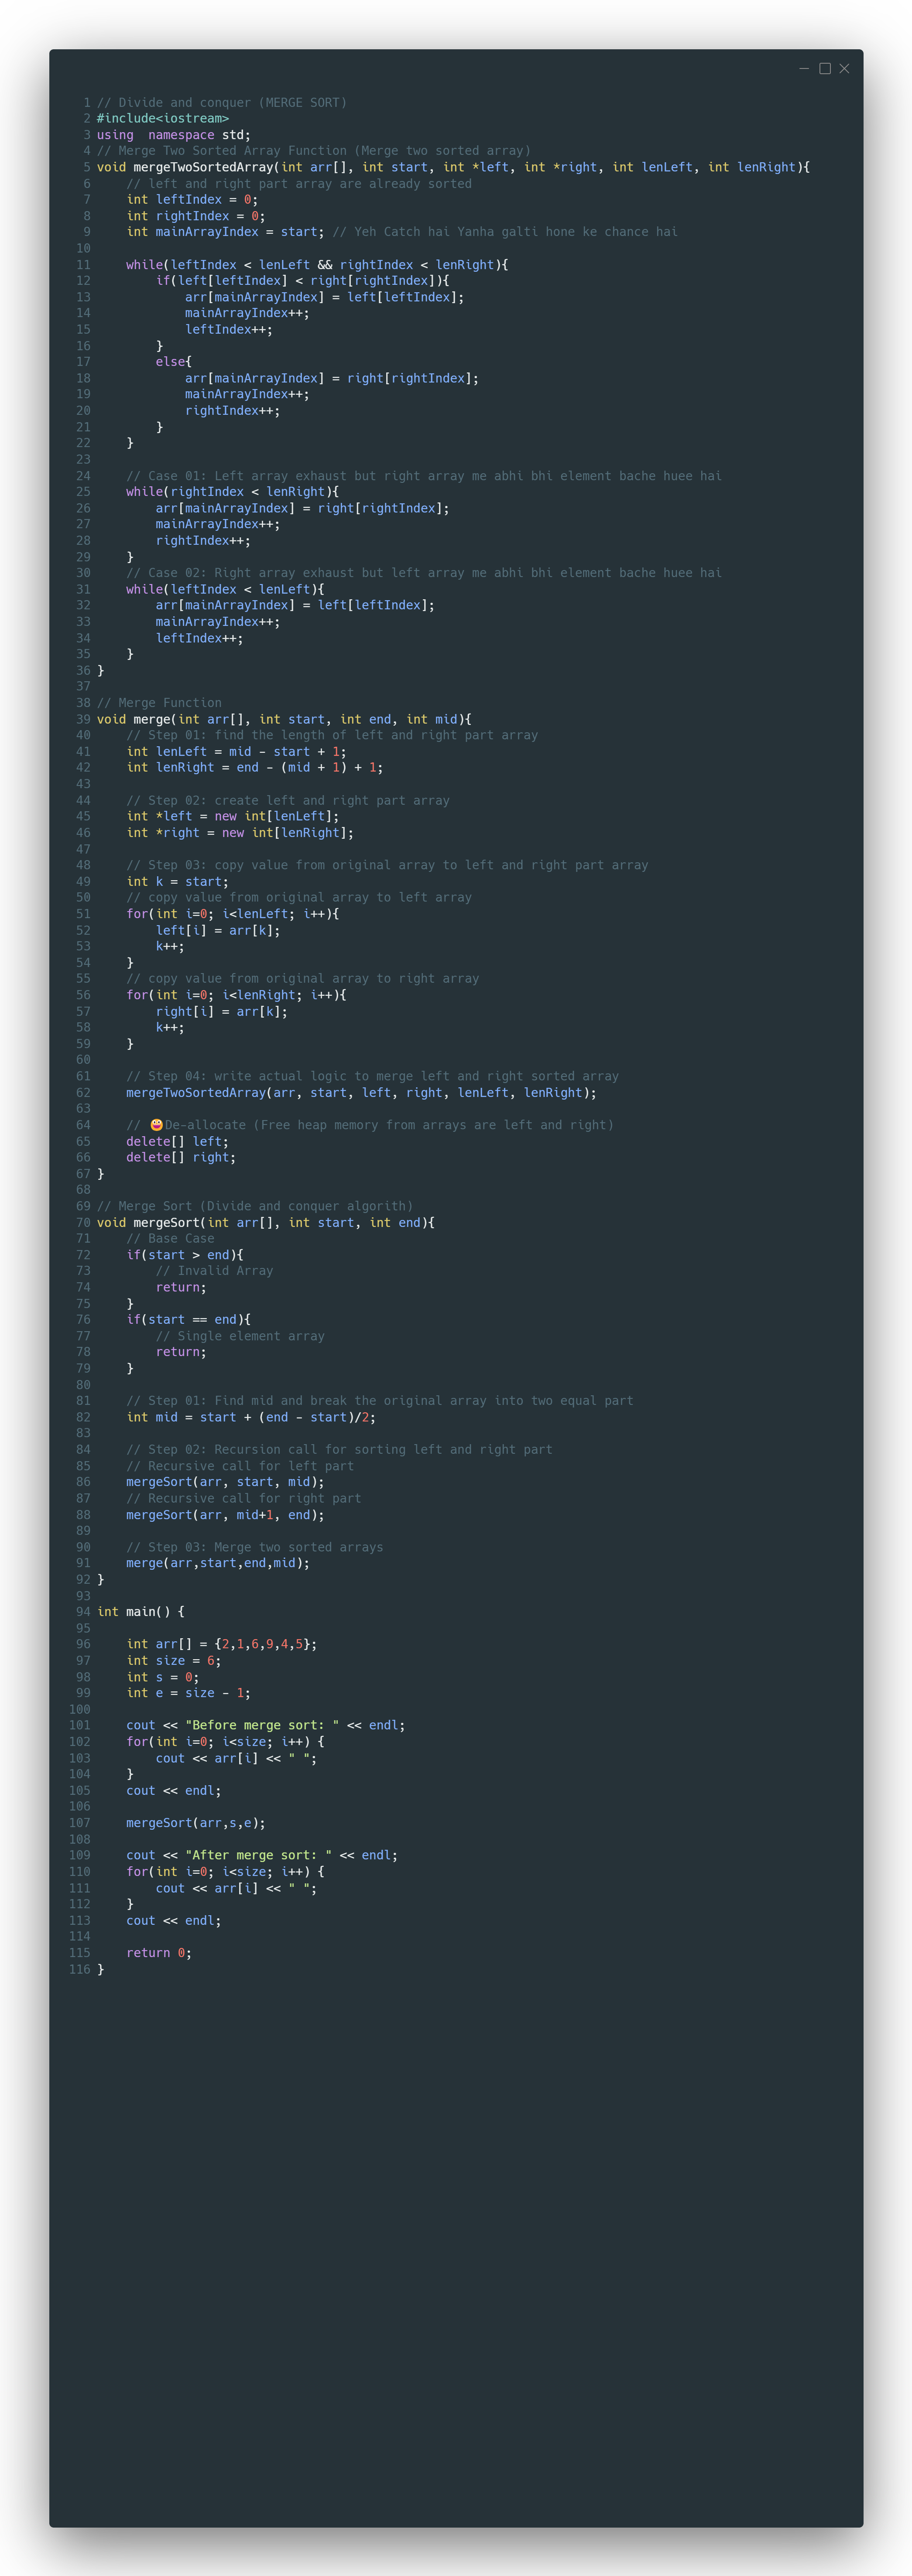 1 // Divide and conquer (MERGE SORT)
2 #include<iostream>
3 using  namespace std;
4 // Merge Two Sorted Array Function (Merge two sorted array)
5 void mergeTwoSortedArray(int arr[], int start, int *left, int *right, int lenLeft, int lenRight){
6     // left and right part array are already sorted
7     int leftIndex = 0;
8     int rightIndex = 0;
9     int mainArrayIndex = start; // Yeh Catch hai Yanha galti hone ke chance hai
10
11     while(leftIndex < lenLeft && rightIndex < lenRight){
12         if(left[leftIndex] < right[rightIndex]){
13             arr[mainArrayIndex] = left[leftIndex];
14             mainArrayIndex++;
15             leftIndex++;
16         }
17         else{
18             arr[mainArrayIndex] = right[rightIndex];
19             mainArrayIndex++;
20             rightIndex++;
21         }
22     }
23
24     // Case 01: Left array exhaust but right array me abhi bhi element bache huee hai
25     while(rightIndex < lenRight){
26         arr[mainArrayIndex] = right[rightIndex];
27         mainArrayIndex++;
28         rightIndex++;
29     }
30     // Case 02: Right array exhaust but left array me abhi bhi element bache huee hai
31     while(leftIndex < lenLeft){
32         arr[mainArrayIndex] = left[leftIndex];
33         mainArrayIndex++;
34         leftIndex++;
35     }
36 }
37
38 // Merge Function
39 void merge(int arr[], int start, int end, int mid){
40     // Step 01: find the length of left and right part array
41     int lenLeft = mid - start + 1;
42     int lenRight = end - (mid + 1) + 1;
43
44     // Step 02: create left and right part array
45     int *left = new int[lenLeft];
46     int *right = new int[lenRight];
47
48     // Step 03: copy value from original array to left and right part array
49     int k = start;
50     // copy value from original array to left array
51     for(int i=0; i<lenLeft; i++){
52         left[i] = arr[k];
53         k++;
54     }
55     // copy value from original array to right array
56     for(int i=0; i<lenRight; i++){
57         right[i] = arr[k];
58         k++;
59     }
60
61     // Step 04: write actual logic to merge left and right sorted array
62     mergeTwoSortedArray(arr, start, left, right, lenLeft, lenRight);
63
64     // 🤪De-allocate (Free heap memory from arrays are left and right)
65     delete[] left;
66     delete[] right;
67 }
68
69 // Merge Sort (Divide and conquer algorith)
70 void mergeSort(int arr[], int start, int end){
71     // Base Case
72     if(start > end){
73         // Invalid Array
74         return;
75     }
76     if(start == end){
77         // Single element array
78         return;
79     }
80
81     // Step 01: Find mid and break the original array into two equal part
82     int mid = start + (end - start)/2;
83
84     // Step 02: Recursion call for sorting left and right part
85     // Recursive call for left part
86     mergeSort(arr, start, mid);
87     // Recursive call for right part
88     mergeSort(arr, mid+1, end);
89
90     // Step 03: Merge two sorted arrays
91     merge(arr,start,end,mid);
92 }
93
94 int main() {
95
96     int arr[] = {2,1,6,9,4,5};
97     int size = 6;
98     int s = 0;
99     int e = size - 1;
100
101     cout << "Before merge sort: " << endl;
102     for(int i=0; i<size; i++) {
103         cout << arr[i] << " ";
104     }
105     cout << endl;
106
107     mergeSort(arr,s,e);
108
109     cout << "After merge sort: " << endl;
110     for(int i=0; i<size; i++) {
111         cout << arr[i] << " ";
112     }
113     cout << endl;
114
115     return 0;
116 }